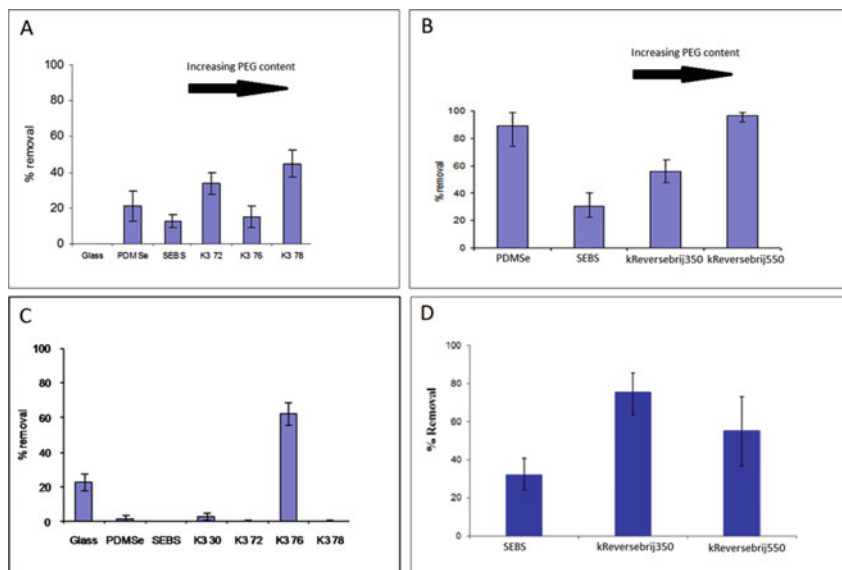 A
Increasing PEG content
% removal
100
80
60
40
20
0
Glass PDMSe SEBS K3 72 K3 76 K3 78
B
Increasing PEG content
% removal
100
80
60
40
20
0
PDMSe SEBS kReversebrij350 kReversebrij550
C
% removal
100
80
60
40
20
0
Glass PDMSe SEBS K3 30 K3 72 K3 76 K3 78
D
% Removal
100
80
60
40
20
0
SEBS kReversebrij350 kReversebrij550